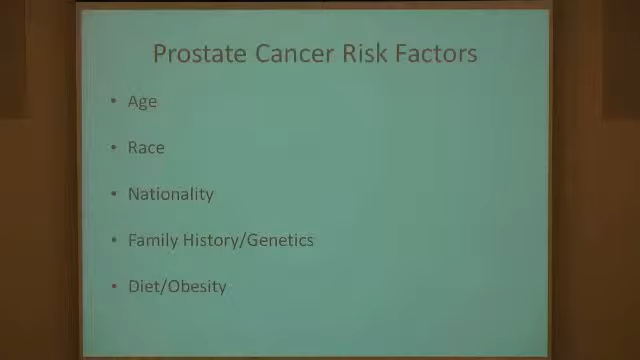 Prostate Cancer Risk Factors
• Age
• Race
• Nationality
• Family History/Genetics
• Diet/Obesity